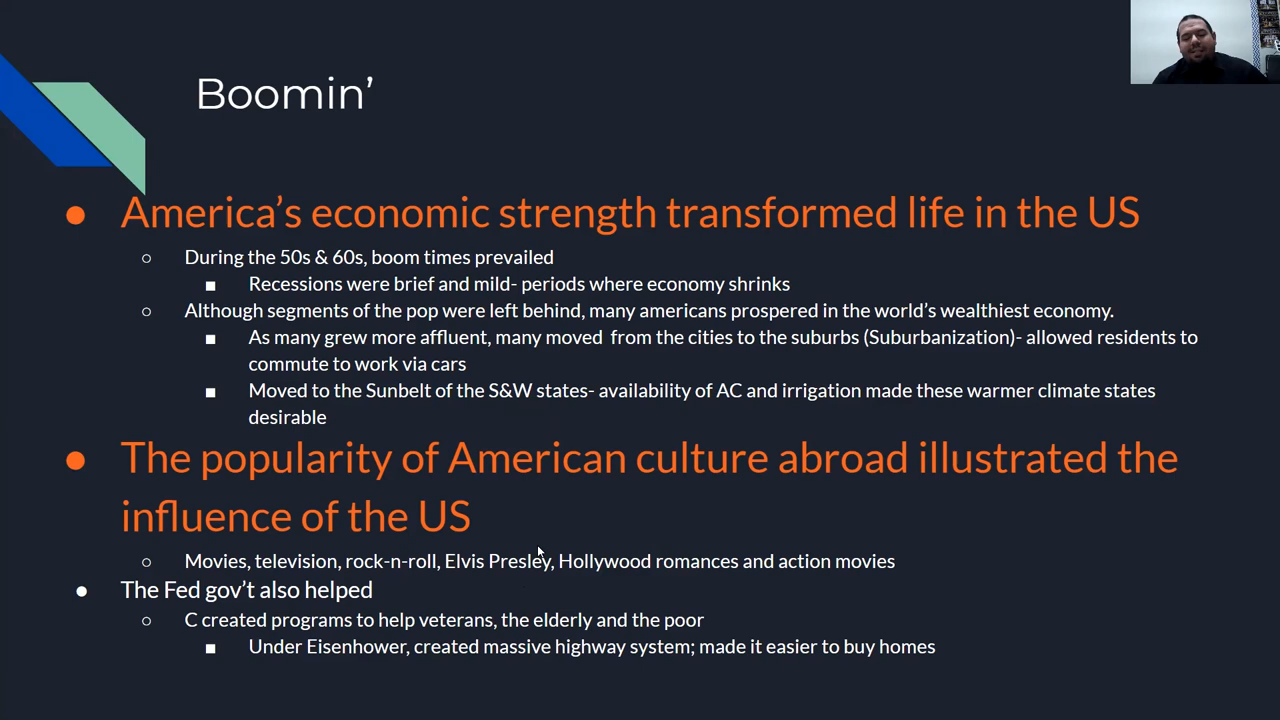 Boomin’
● America’s economic strength transformed life in the US
○ During the 50s & 60s, boom times prevailed
■ Recessions were brief and mild- periods where economy shrinks
○ Although segments of the pop were left behind, many americans prospered in the world’s wealthiest economy.
■ As many grew more affluent, many moved from the cities to the suburbs (Suburbanization)- allowed residents to
commute to work via cars
■ Moved to the Sunbelt of the S&W states- availability of AC and irrigation made these warmer climate states
desirable
● The popularity of American culture abroad illustrated the
influence of the US
○ Movies, television, rock-n-roll, Elvis Presley, Hollywood romances and action movies
● The Fed gov’t also helped
○ C created programs to help veterans, the elderly and the poor
■ Under Eisenhower, created massive highway system; made it easier to buy homes